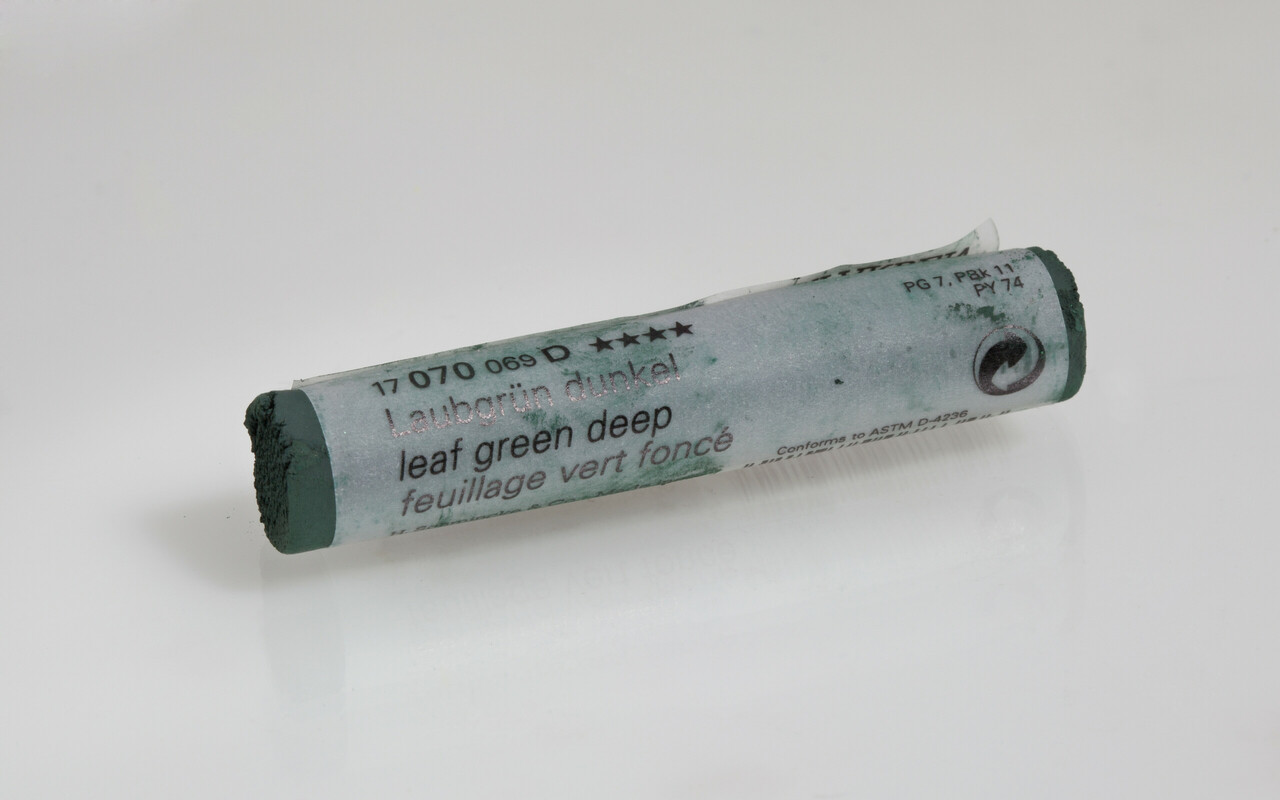 17 070 069 D ★★★★
Laubgrün dunkel
leaf green deep
feuillage vert foncé
PG 7, PBk 11
PY 74
Conforms to ASTM D-4236